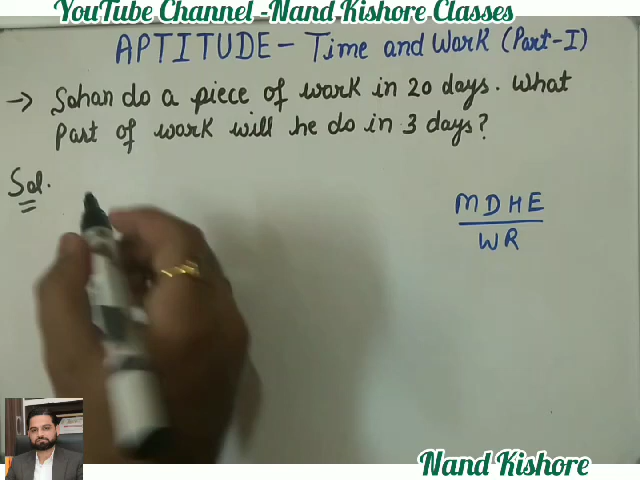 YouTube Channel -Nand Kishore Classes
APTITUDE - Time and Work (Part-I)
→ Sohan do a piece of work in 20 days. What
Part of work will he do in 3 days?
Sol.
MDHE
WR
Nand Kishore